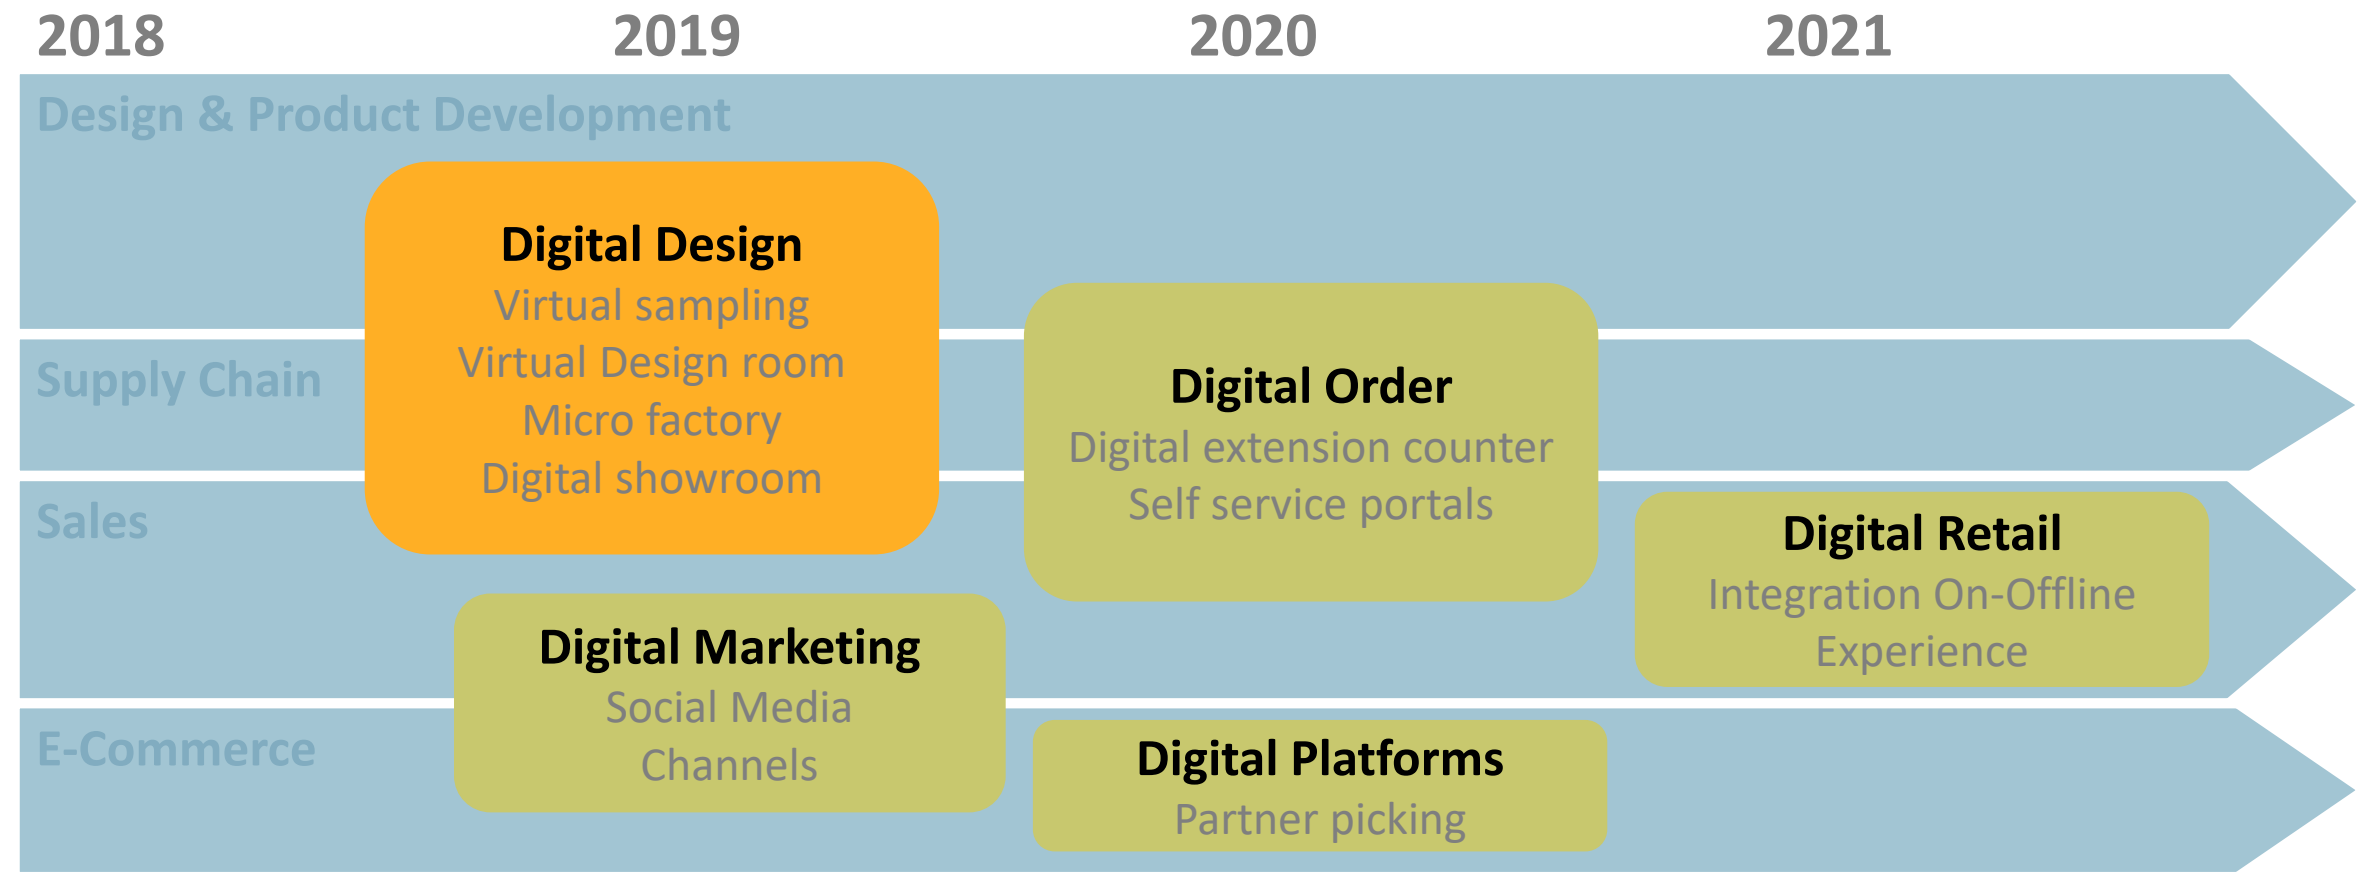 2018 2019 2020 2021
Design & Product Development
Digital Design
Virtual sampling
Virtual Design room
Micro factory
Digital showroom
Supply Chain
Digital Order
Digital extension counter
Self service portals
Sales
Digital Retail
Integration On-Offline
Experience
Digital Marketing
Social Media
Channels
E-Commerce
Digital Platforms
Partner picking